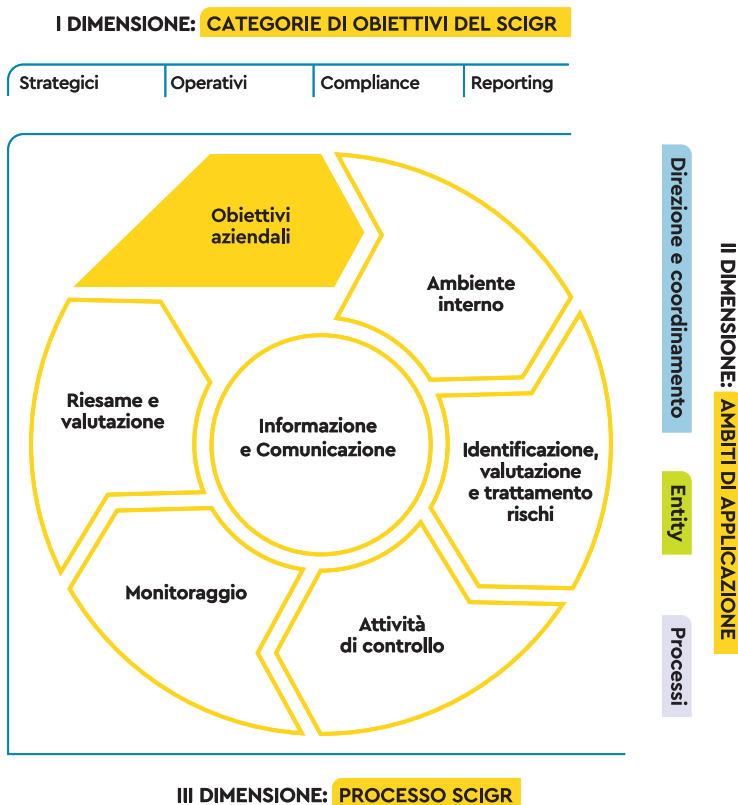 I DIMENSIONE: CATEGORIE DI OBIETTIVI DEL SCIGR
Strategici
Operativi
Compliance
Reporting
Obiettivi
aziendali
Ambiente
interno
Identificazione,
valutazione
e trattamento
rischi
Attività
di controllo
Monitoraggio
Riesame e
valutazione
Informazione
e Comunicazione
Direzione e coordinamento
Entity
Processi
II DIMENSIONE: AMBITI DI APPLICAZIONE
III DIMENSIONE: PROCESSO SCIGR